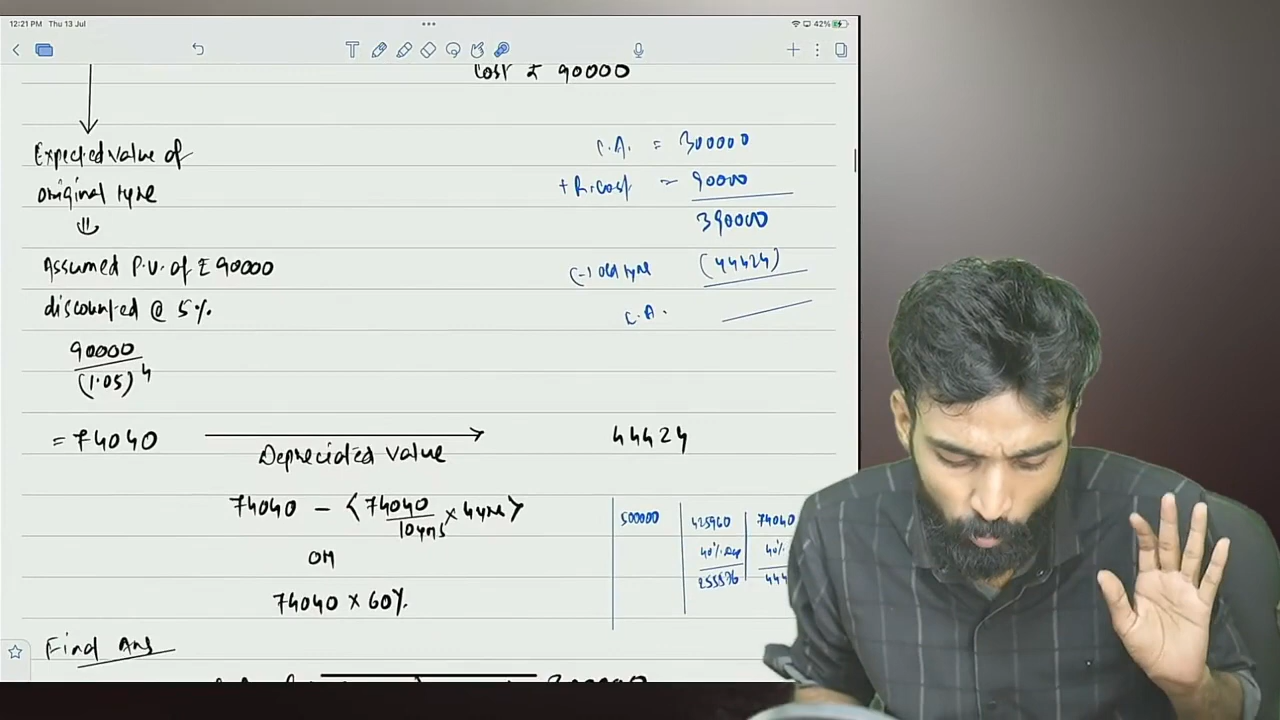 12:21 PM Thu 13 Jul
42%
Cost ₹ 90000
Expected value of
original tyre
Assumed P.V. of ₹ 90000
discounted @ 5%
90000
(1.05)4
= 74040
Depreciated value
44424
74040 - < 74040 × 4yrs >
10yrs
OR
74040 × 60%
Find Ans
C.A. = 300000
+ R.cost = 90000
390000
(-) old tyre (44424)
C.A.
500000 425960 74040
40% Dep 40%
255576 444